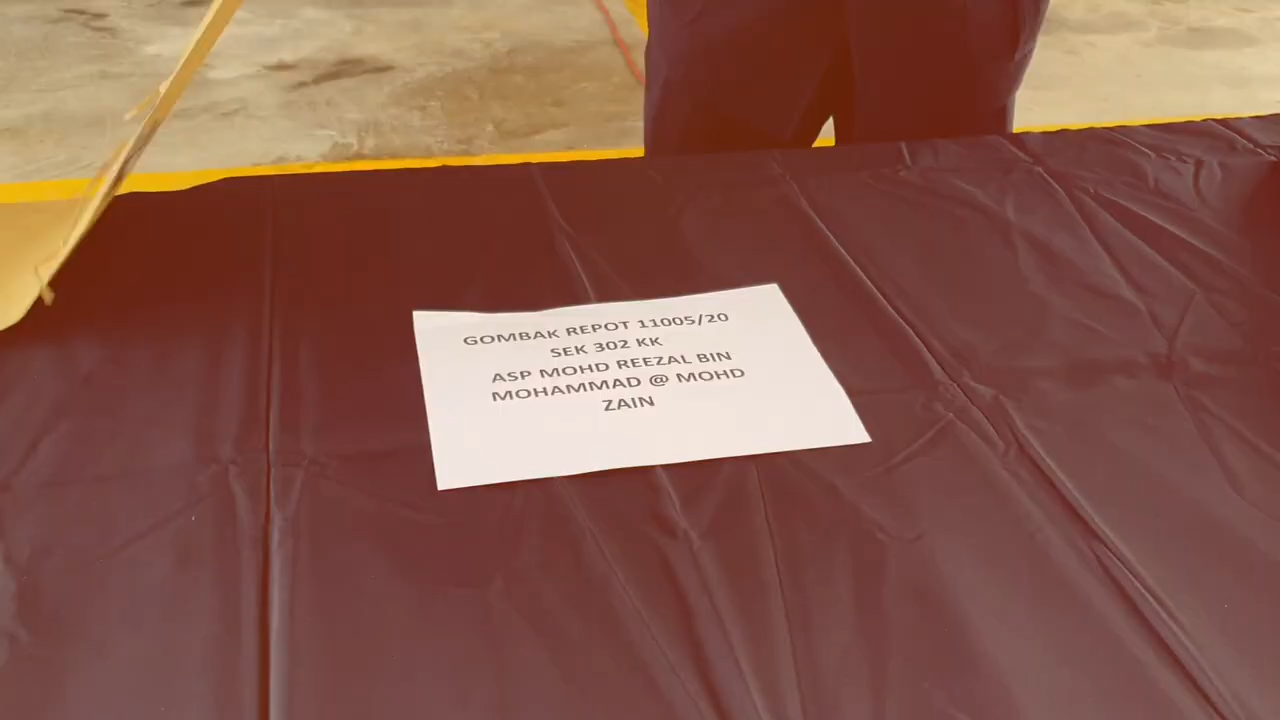 GOMBAK REPOT 11005/20
SEK 302 KK
ASP MOHD REEZAL BIN
MOHAMMAD @ MOHD
ZAIN